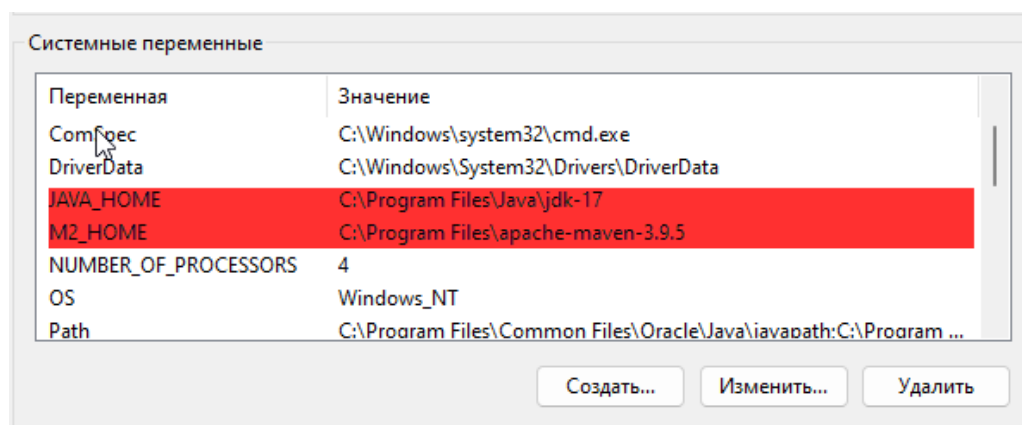 Системные переменные
Переменная Значение
ComSpec C:\Windows\system32\cmd.exe
DriverData C:\Windows\System32\Drivers\DriverData
JAVA_HOME C:\Program Files\Java\jdk-17
M2_HOME C:\Program Files\apache-maven-3.9.5
NUMBER_OF_PROCESSORS 4
OS Windows_NT
Path C:\Program Files\Common Files\Oracle\Java\javapath;C:\Program ...
Создать... Изменить... Удалить